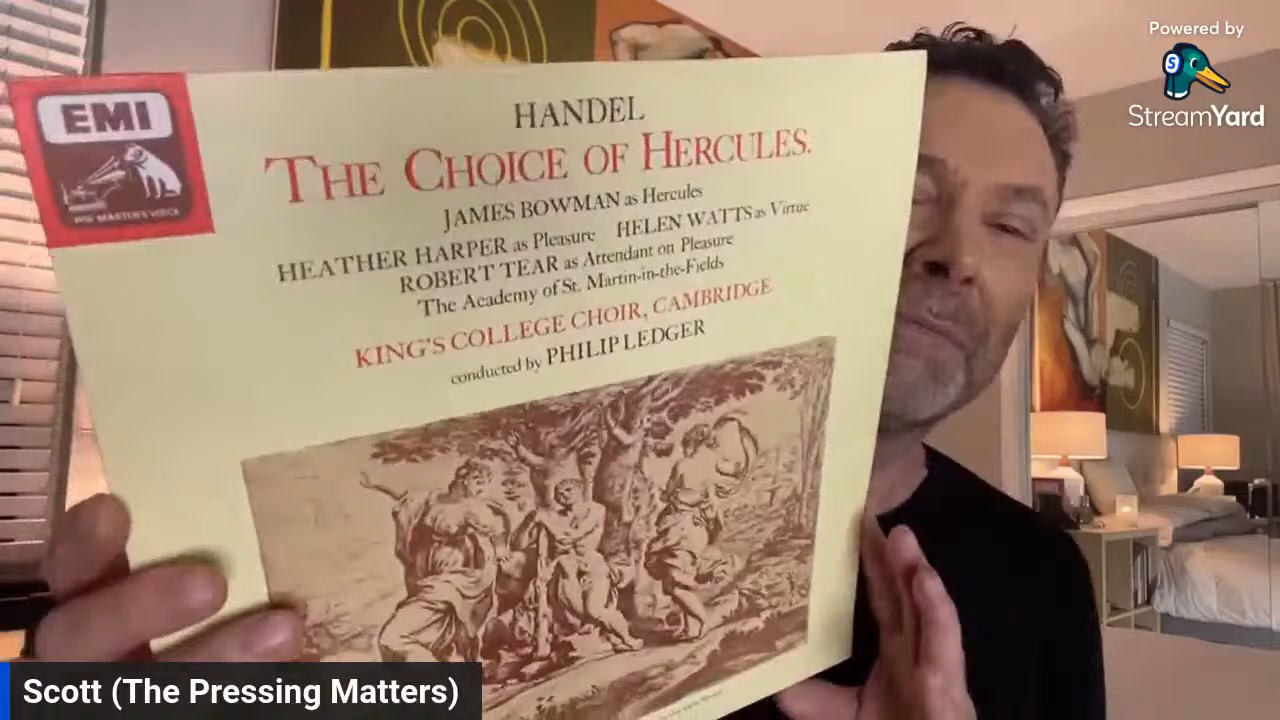 Powered by
StreamYard
EMI
HIS MASTER'S VOICE
HANDEL
THE CHOICE OF HERCULES.
JAMES BOWMAN as Hercules
HEATHER HARPER as Pleasure HELEN WATTS as Virtue
ROBERT TEAR as Attendant on Pleasure
The Academy of St. Martin-in-the-Fields
KING'S COLLEGE CHOIR, CAMBRIDGE
conducted by PHILIP LEDGER
Scott (The Pressing Matters)